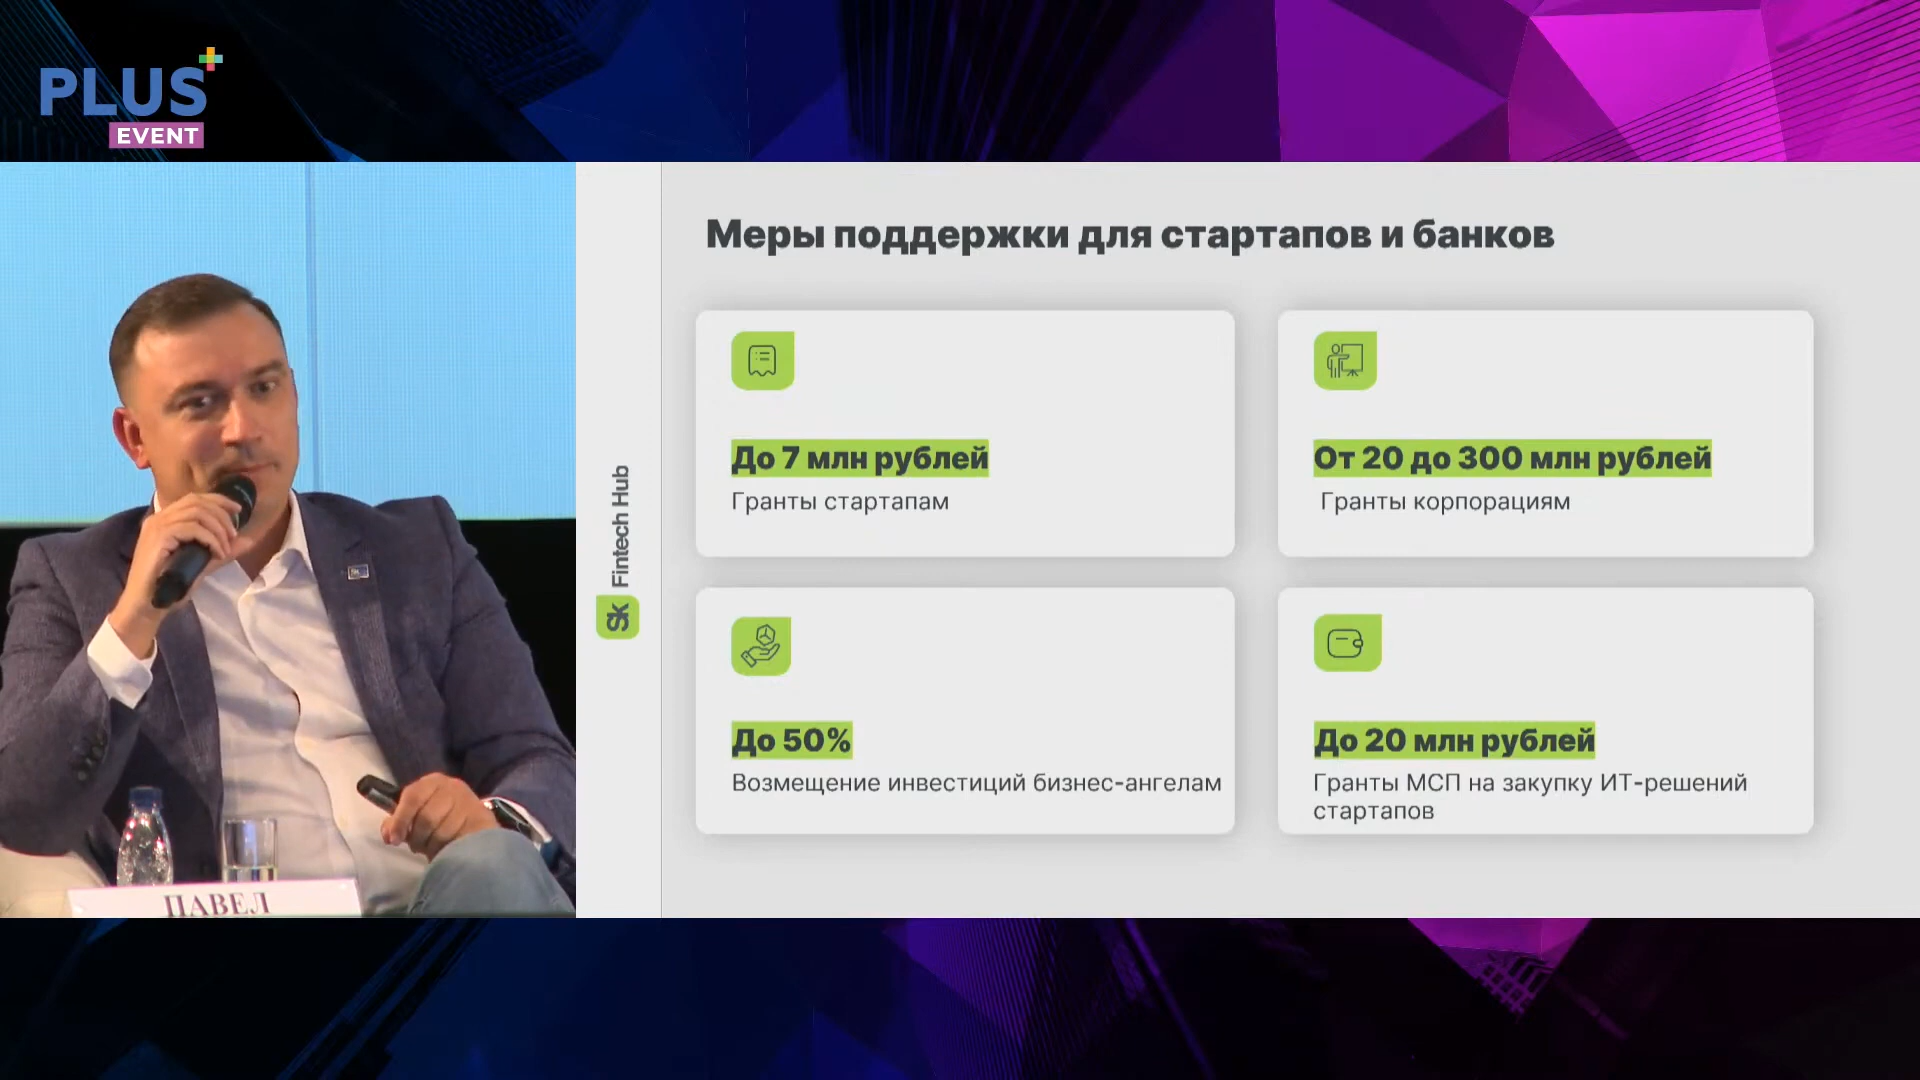 PLUS
EVENT
Sk Fintech Hub
Меры поддержки для стартапов и банков
До 7 млн рублей
Гранты стартапам
От 20 до 300 млн рублей
Гранты корпорациям
До 50%
Возмещение инвестиций бизнес-ангелам
До 20 млн рублей
Гранты МСП на закупку ИТ-решений
стартапов
ПАВЕЛ